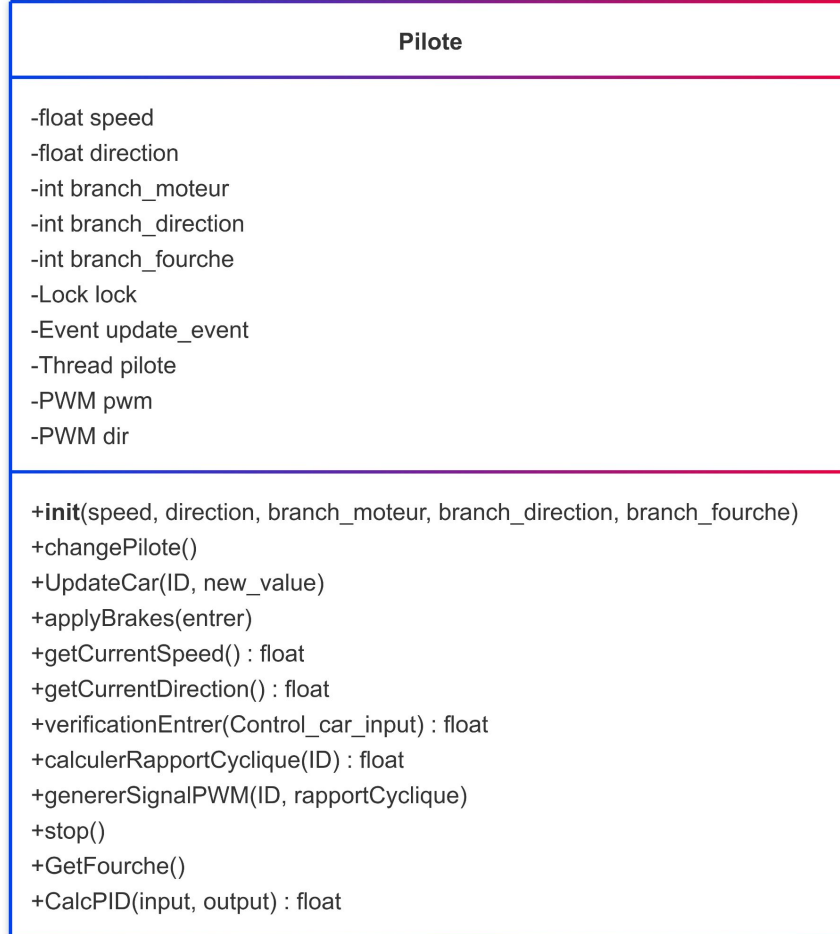 Pilote
-float speed
-float direction
-int branch_moteur
-int branch_direction
-int branch_fourche
-Lock lock
-Event update_event
-Thread pilote
-PWM pwm
-PWM dir
+init(speed, direction, branch_moteur, branch_direction, branch_fourche)
+changePilote()
+UpdateCar(ID, new_value)
+applyBrakes(entrer)
+getCurrentSpeed() : float
+getCurrentDirection() : float
+verificationEntrer(Control_car_input) : float
+calculerRapportCyclique(ID) : float
+genererSignalPWM(ID, rapportCyclique)
+stop()
+GetFourche()
+CalcPID(input, output) : float